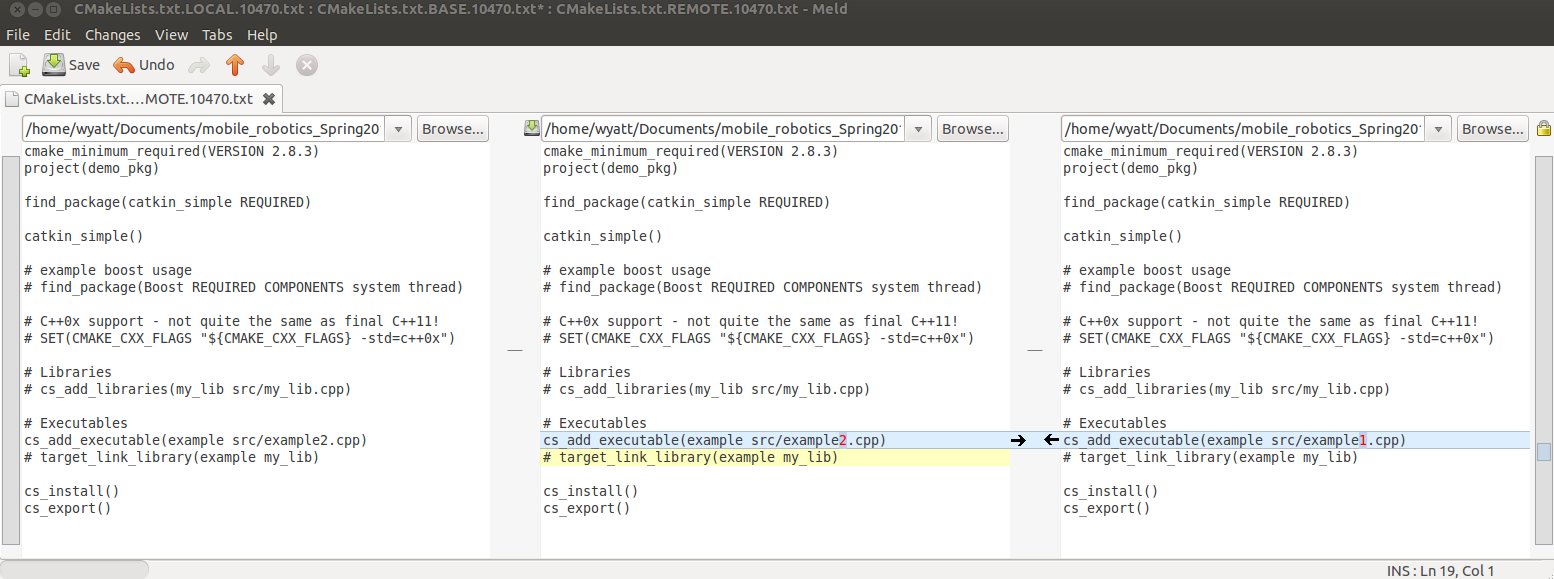 CMakeLists.txt.LOCAL.10470.txt : CMakeLists.txt.BASE.10470.txt* : CMakeLists.txt.REMOTE.10470.txt - Meld
File Edit Changes View Tabs Help
Save Undo
CMakeLists.txt....MOTE.10470.txt
/home/wyatt/Documents/mobile_robotics_Spring20 Browse...
cmake_minimum_required(VERSION 2.8.3)
project(demo_pkg)
find_package(catkin_simple REQUIRED)
catkin_simple()
# example boost usage
# find_package(Boost REQUIRED COMPONENTS system thread)
# C++0x support - not quite the same as final C++11!
# SET(CMAKE_CXX_FLAGS "${CMAKE_CXX_FLAGS} -std=c++0x")
# Libraries
# cs_add_libraries(my_lib src/my_lib.cpp)
# Executables
cs_add_executable(example src/example2.cpp)
# target_link_library(example my_lib)
cs_install()
cs_export()
/home/wyatt/Documents/mobile_robotics_Spring201 Browse...
cmake_minimum_required(VERSION 2.8.3)
project(demo_pkg)
find_package(catkin_simple REQUIRED)
catkin_simple()
# example boost usage
# find_package(Boost REQUIRED COMPONENTS system thread)
# C++0x support - not quite the same as final C++11!
# SET(CMAKE_CXX_FLAGS "${CMAKE_CXX_FLAGS} -std=c++0x")
# Libraries
# cs_add_libraries(my_lib src/my_lib.cpp)
# Executables
cs_add_executable(example src/example2.cpp)
# target_link_library(example my_lib)
cs_install()
cs_export()
/home/wyatt/Documents/mobile_robotics_Spring201 Browse...
cmake_minimum_required(VERSION 2.8.3)
project(demo_pkg)
find_package(catkin_simple REQUIRED)
catkin_simple()
# example boost usage
# find_package(Boost REQUIRED COMPONENTS system thread)
# C++0x support - not quite the same as final C++11!
# SET(CMAKE_CXX_FLAGS "${CMAKE_CXX_FLAGS} -std=c++0x")
# Libraries
# cs_add_libraries(my_lib src/my_lib.cpp)
# Executables
cs_add_executable(example src/example1.cpp)
# target_link_library(example my_lib)
cs_install()
cs_export()
INS : Ln 19, Col 1